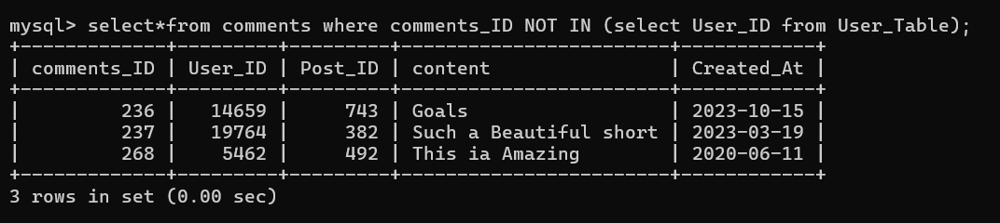 mysql> select*from comments where comments_ID NOT IN (select User_ID from User_Table);
+-------------+---------+---------+------------------------+------------+
| comments_ID | User_ID | Post_ID | content                | Created_At |
+-------------+---------+---------+------------------------+------------+
|         236 |   14659 |     743 | Goals                  | 2023-10-15 |
|         237 |   19764 |     382 | Such a Beautiful short | 2023-03-19 |
|         268 |    5462 |     492 | This ia Amazing        | 2020-06-11 |
+-------------+---------+---------+------------------------+------------+
3 rows in set (0.00 sec)